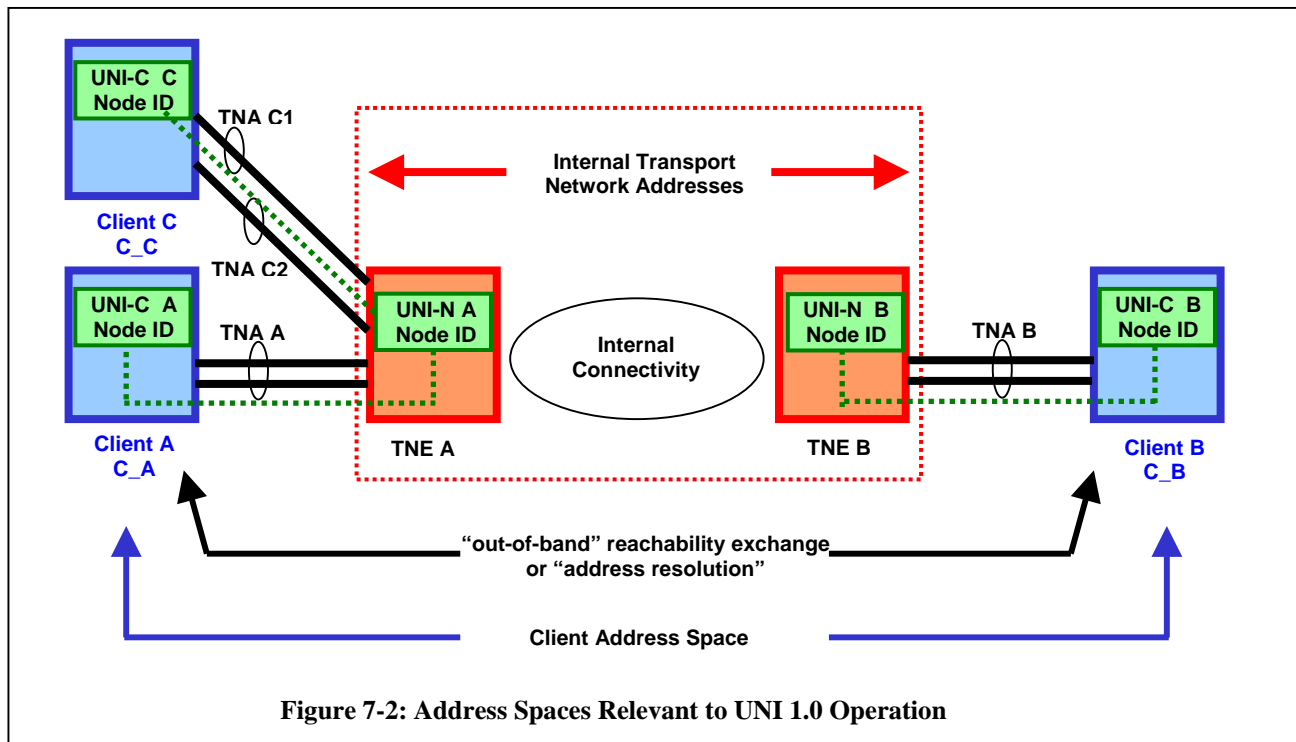 UNI-C C
Node ID
TNA C1
Internal Transport
Network Addresses
Client C
C_C
TNA C2
UNI-C A
Node ID
TNA A
UNI-N A
Node ID
Internal
Connectivity
UNI-N B
Node ID
TNA B
UNI-C B
Node ID
Client A
C_A
TNE A
TNE B
Client B
C_B
“out-of-band” reachability exchange
or “address resolution”
Client Address Space
Figure 7-2: Address Spaces Relevant to UNI 1.0 Operation